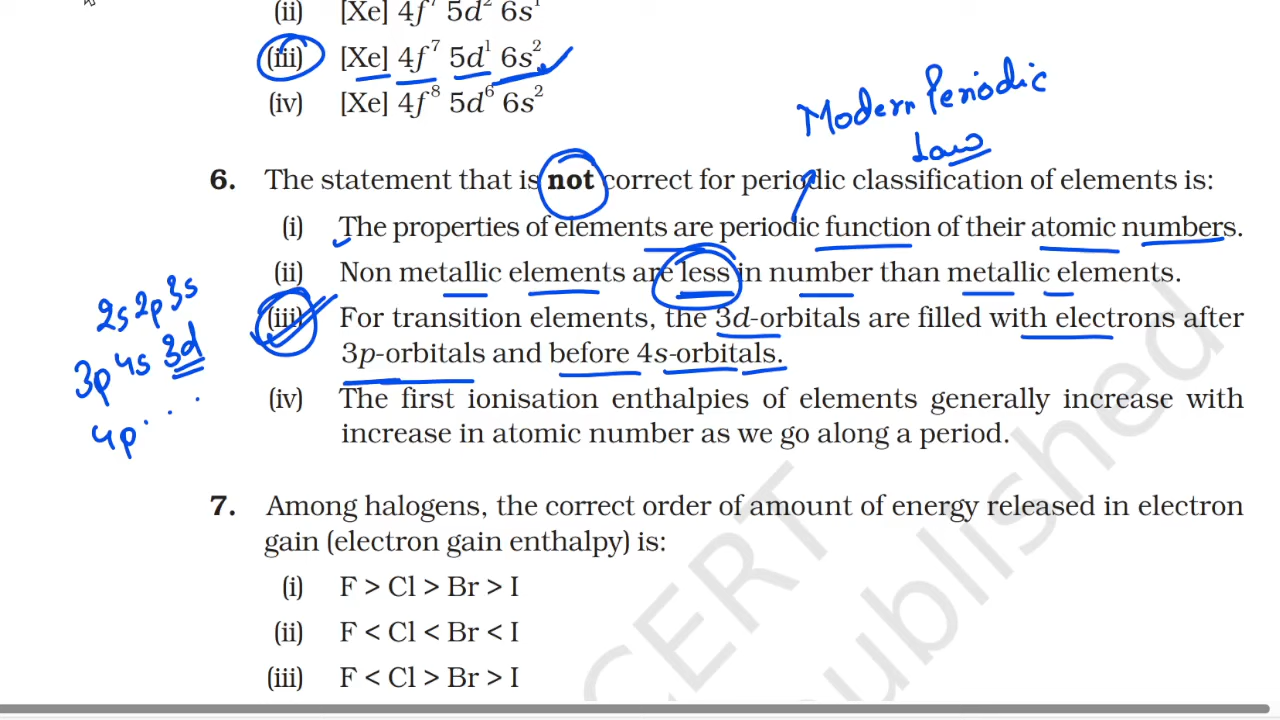 (ii) [Xe] 4f⁷ 5d² 6s¹
(iii) [Xe] 4f⁷ 5d¹ 6s²
(iv) [Xe] 4f⁸ 5d⁶ 6s²
Modern Periodic
Law
6. The statement that is not correct for periodic classification of elements is:
(i) The properties of elements are periodic function of their atomic numbers.
(ii) Non metallic elements are less in number than metallic elements.
(iii) For transition elements, the 3d-orbitals are filled with electrons after
3p-orbitals and before 4s-orbitals.
2s 2p 3s
3p 4s 3d
4p . . .
(iv) The first ionisation enthalpies of elements generally increase with
increase in atomic number as we go along a period.
7. Among halogens, the correct order of amount of energy released in electron
gain (electron gain enthalpy) is:
(i) F > Cl > Br > I
(ii) F < Cl < Br < I
(iii) F < Cl > Br > I
NCERT
published